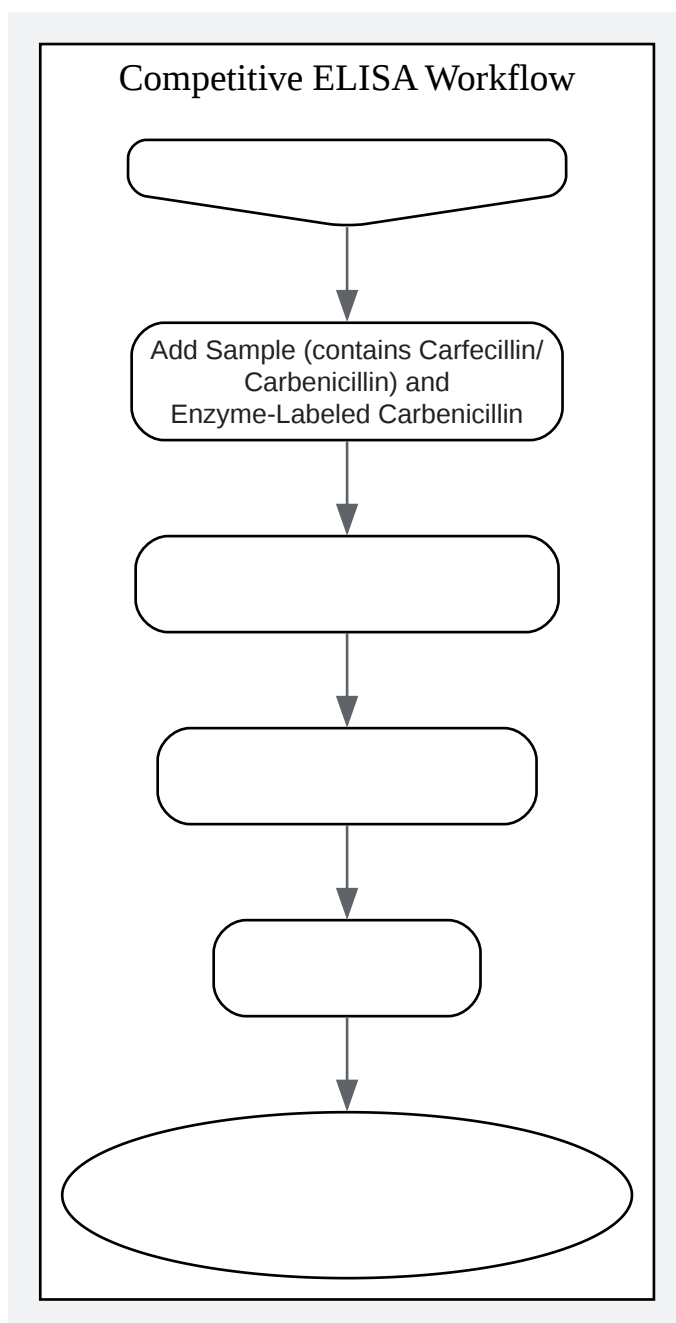 Competitive ELISA Workflow
Add Sample (contains Carfecillin/
Carbenicillin) and
Enzyme-Labeled Carbenicillin